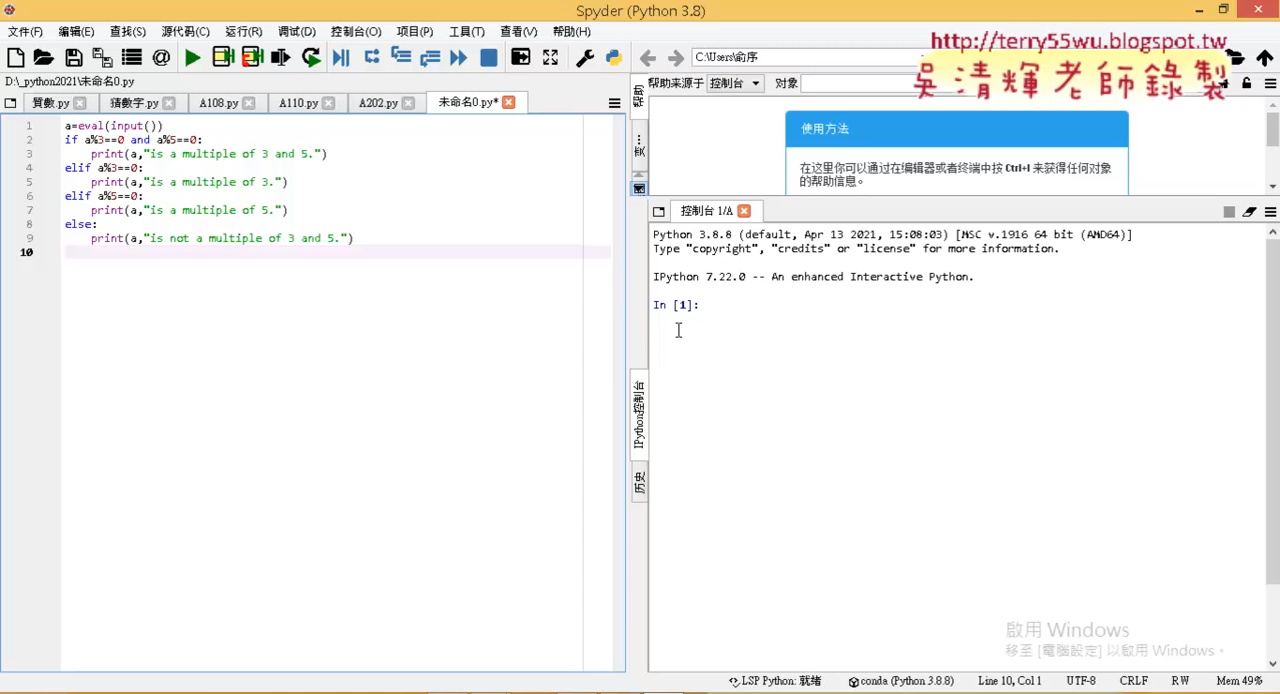 Spyder (Python 3.8)
文件(F) 编辑(E) 查找(S) 源代码(C) 运行(R) 调试(D) 控制台(O) 项目(P) 工具(T) 查看(V) 帮助(H)
http://terry55wu.blogspot.tw
C:\Users\俞序
吳清輝老師錄製
D:\_python2021\未命名0.py
帮助来源于 控制台 对象
質數.py 猜數字.py A108.py A110.py A202.py 未命名0.py*
帮助
1 a=eval(input())
2 if a%3==0 and a%5==0:
3 print(a,"is a multiple of 3 and 5.")
4 elif a%3==0:
5 print(a,"is a multiple of 3.")
6 elif a%5==0:
7 print(a,"is a multiple of 5.")
8 else:
9 print(a,"is not a multiple of 3 and 5.")
10
使用方法
在这里你可以通过在编辑器或者终端中按 Ctrl+I 来获得任何对象
的帮助信息。
控制台 1/A
Python 3.8.8 (default, Apr 13 2021, 15:08:03) [MSC v.1916 64 bit (AMD64)]
Type "copyright", "credits" or "license" for more information.
IPython 7.22.0 -- An enhanced Interactive Python.
In [1]:
IPython控制台
历史
啟用 Windows
移至 [電腦設定] 以啟用 Windows。
LSP Python: 就绪 conda (Python 3.8.8) Line 10, Col 1 UTF-8 CRLF RW Mem 49%